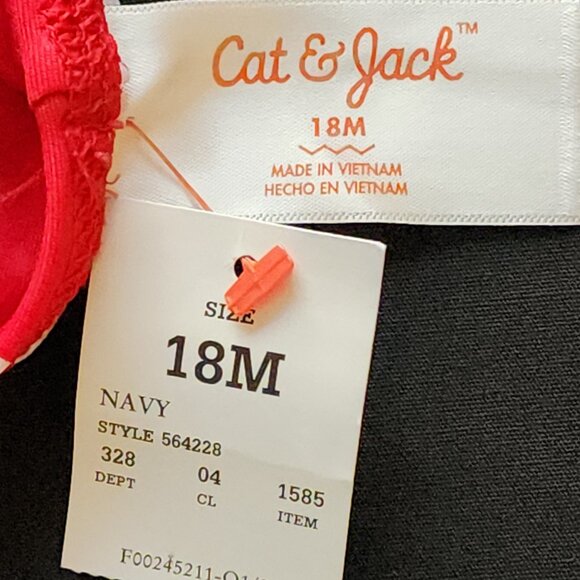 Cat & Jack™
18M
MADE IN VIETNAM
HECHO EN VIETNAM
SIZE
18M
NAVY
STYLE 564228
328 04 1585
DEPT CL ITEM